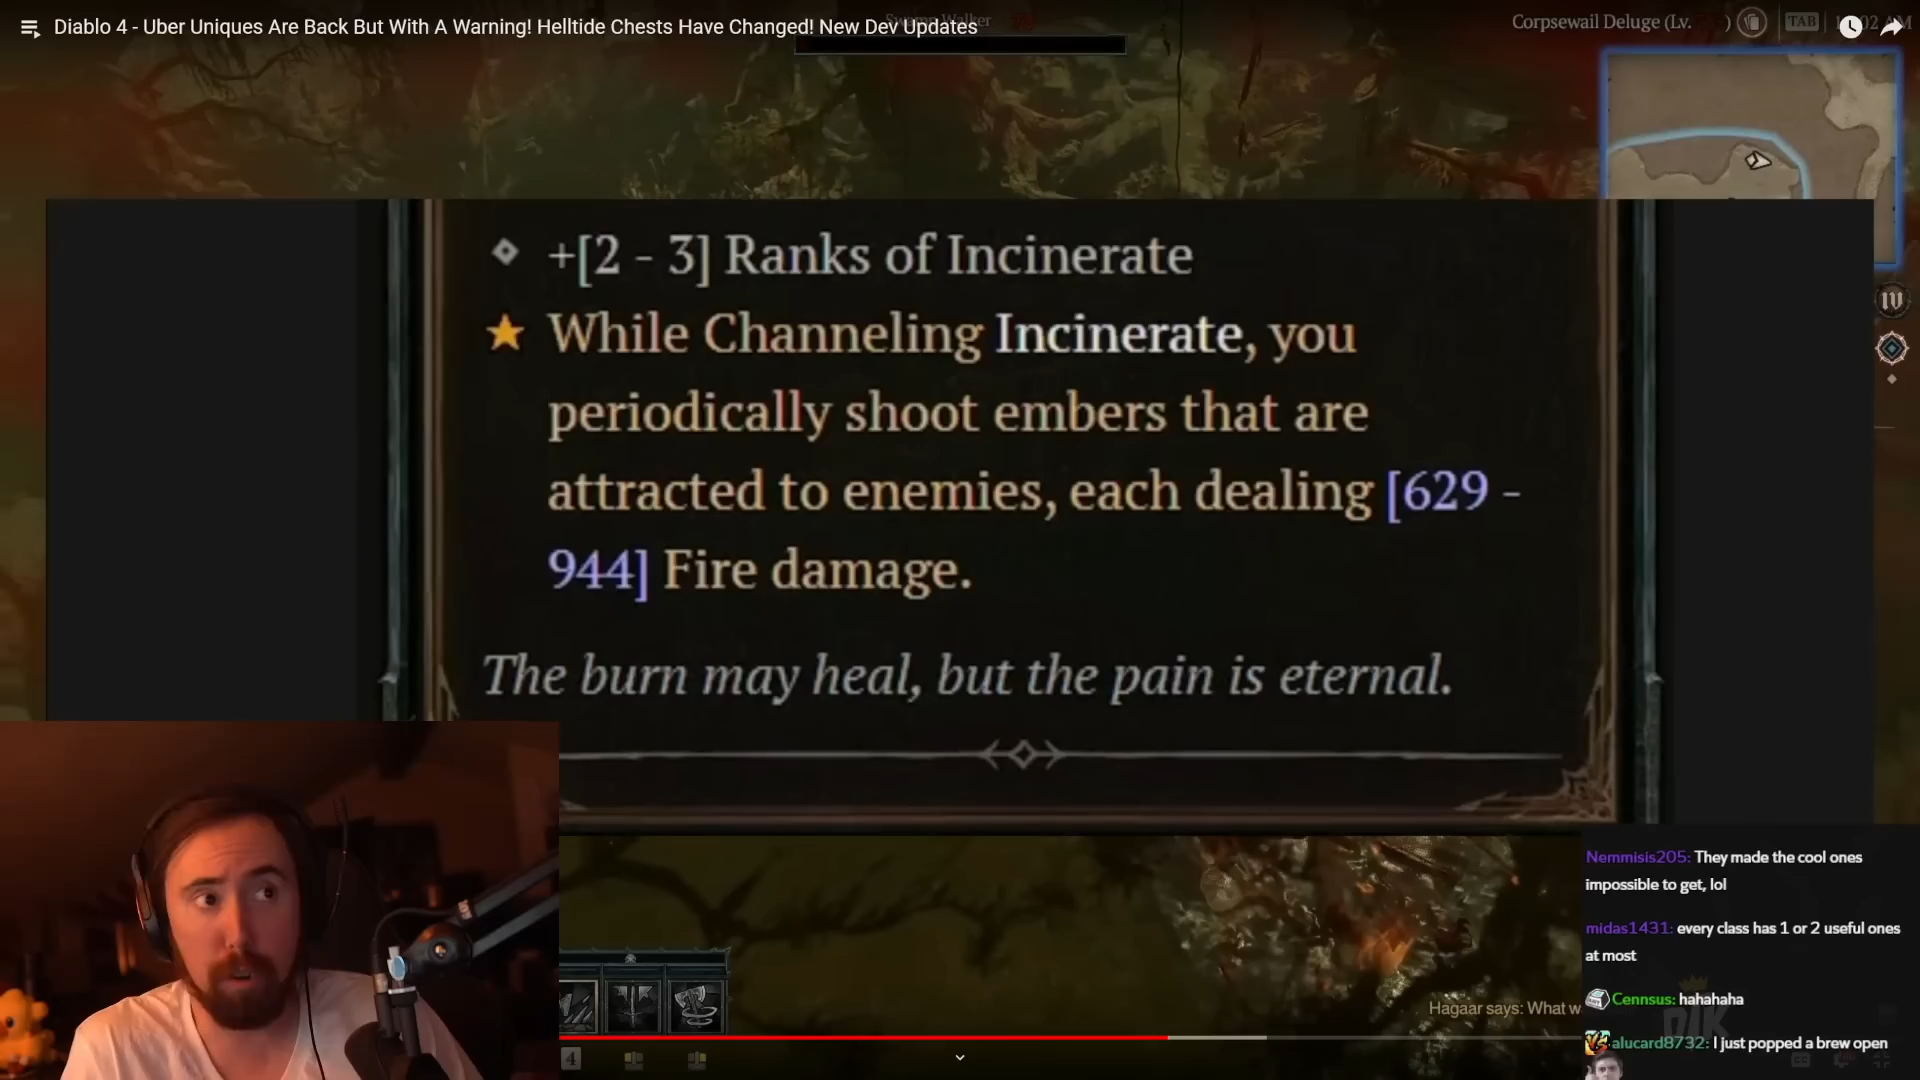 Diablo 4 - Uber Uniques Are Back But With A Warning! Helltide Chests Have Changed! New Dev Updates
Swamp Walker
Corpsewail Deluge (Lv. )
TAB
+[2 - 3] Ranks of Incinerate
While Channeling Incinerate, you
periodically shoot embers that are
attracted to enemies, each dealing [629 -
944] Fire damage.
The burn may heal, but the pain is eternal.
Nemmisis205: They made the cool ones
impossible to get, lol
midas1431: every class has 1 or 2 useful ones
at most
Cennsus: hahahaha
alucard8732: I just popped a brew open
Hagaar says: What w
4